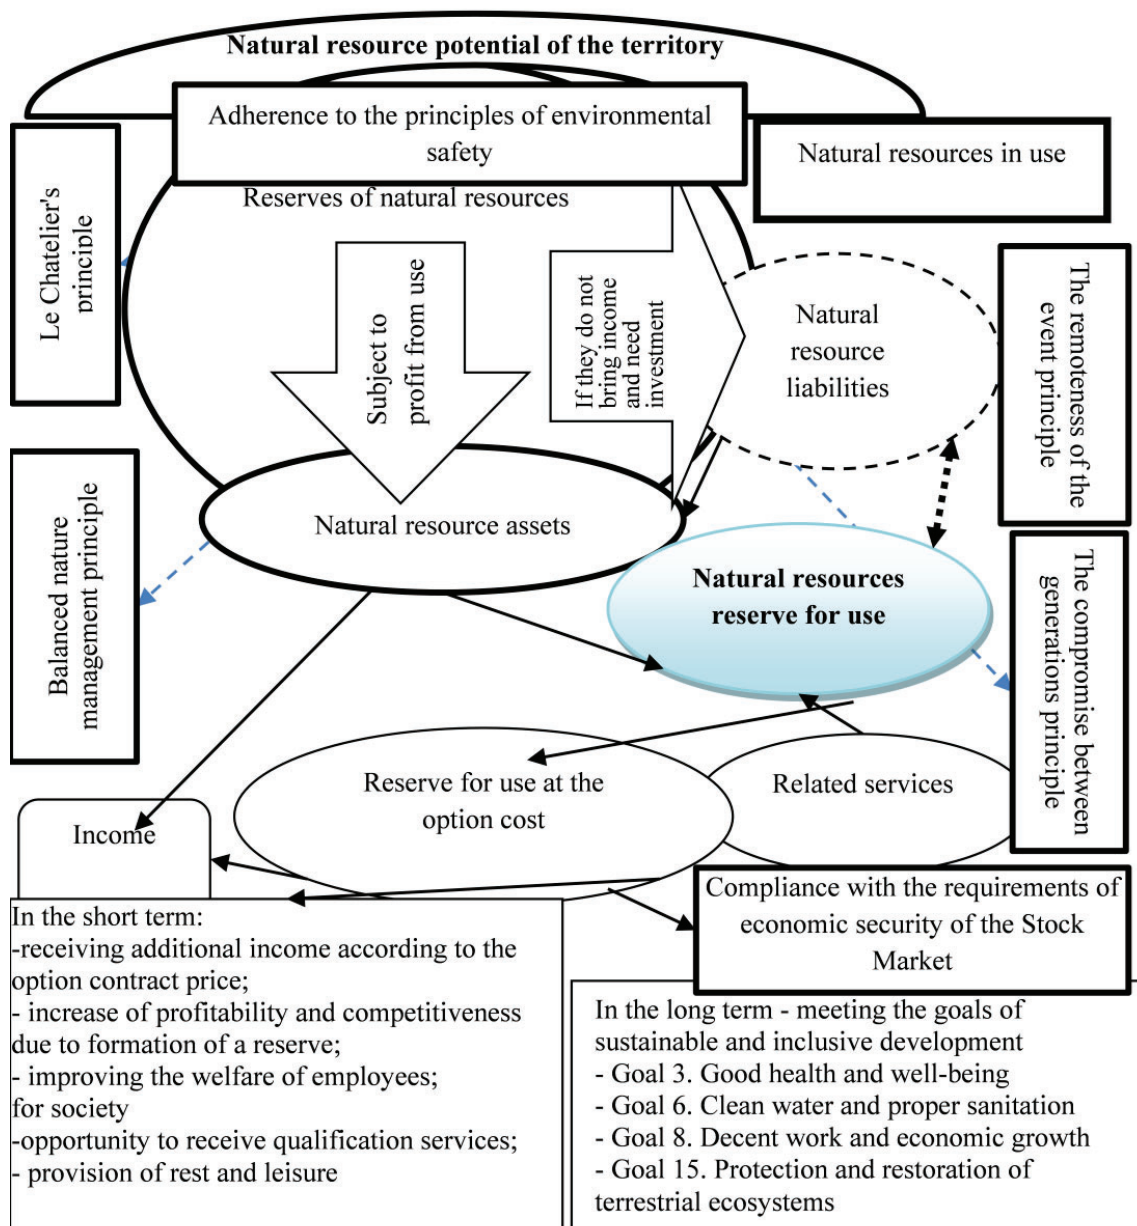 Natural resource potential of the territory
Adherence to the principles of environmental
safety
Natural resources in use
Reserves of natural resources
Le Chatelier's
principle
Subject to
profit from use
If they do not
bring income
and need
investment
Natural
resource
liabilities
The remoteness of the
event principle
Natural resource assets
Balanced nature
management principle
Natural resources
reserve for use
The compromise between
generations principle
Reserve for use at the
option cost
Related services
Income
Compliance with the requirements of
economic security of the Stock
Market
In the short term:
-receiving additional income according to the
option contract price;
- increase of profitability and competitiveness
due to formation of a reserve;
- improving the welfare of employees;
for society
-opportunity to receive qualification services;
- provision of rest and leisure
In the long term - meeting the goals of
sustainable and inclusive development
- Goal 3. Good health and well-being
- Goal 6. Clean water and proper sanitation
- Goal 8. Decent work and economic growth
- Goal 15. Protection and restoration of
terrestrial ecosystems